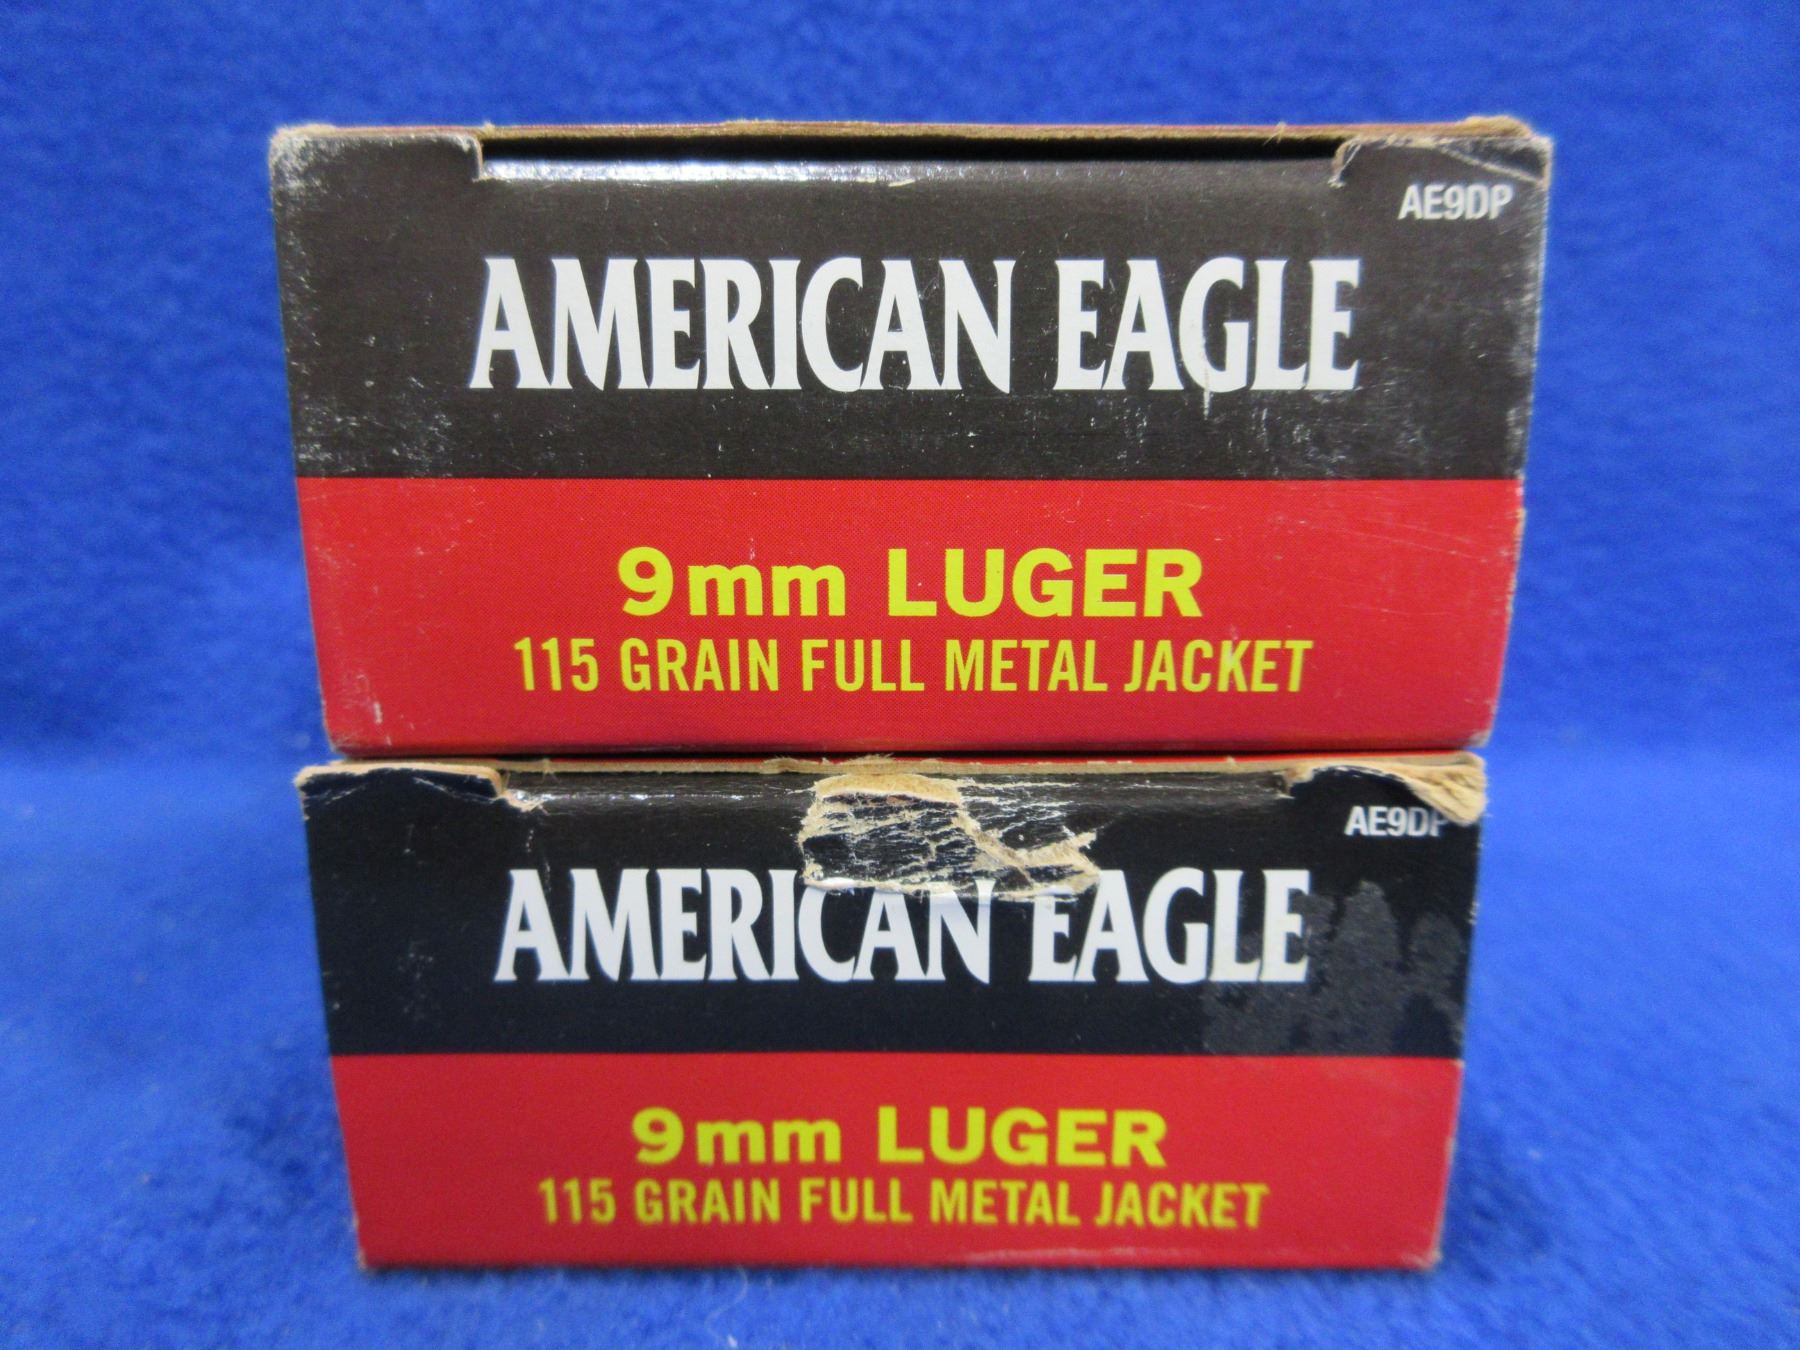 AE9DP
AMERICAN EAGLE
9mm LUGER
115 GRAIN FULL METAL JACKET
AE9DP
AMERICAN EAGLE
9mm LUGER
115 GRAIN FULL METAL JACKET